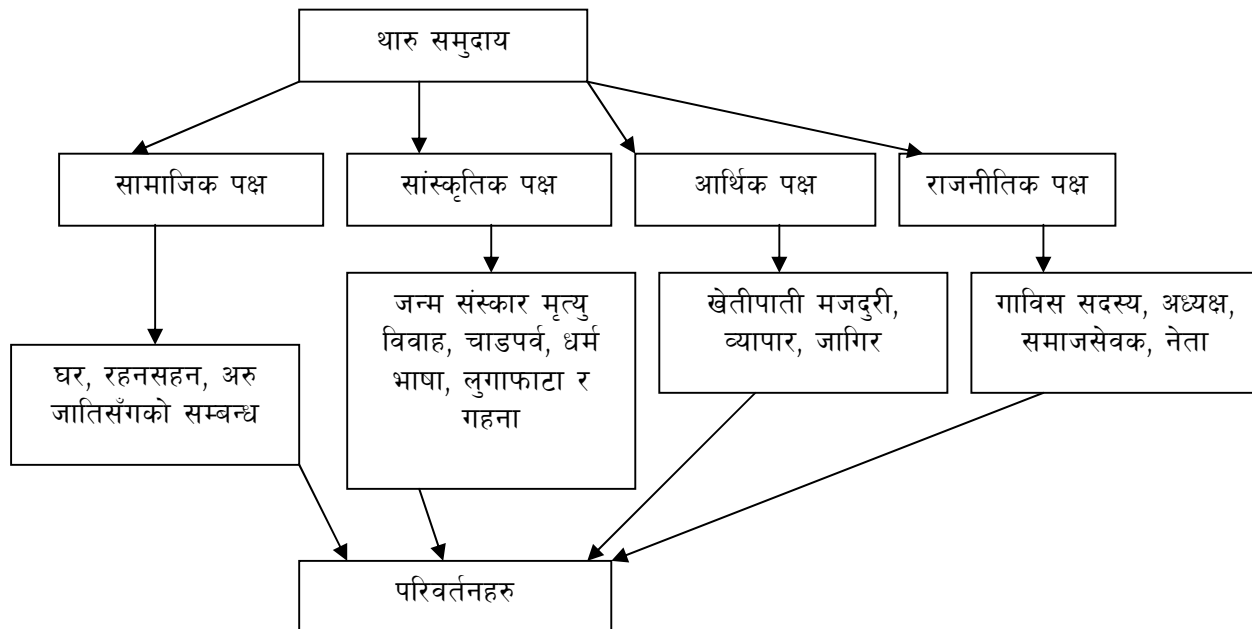 थारु समुदाय
सामाजिक पक्ष
सांस्कृतिक पक्ष
आर्थिक पक्ष
राजनीतिक पक्ष
घर, रहनसहन, अरु
जातिसँगको सम्बन्ध
जन्म संस्कार मृत्यु
विवाह, चाडपर्व, धर्म
भाषा, लुगाफाटा र
गहना
खेतीपाती मजदुरी,
व्यापार, जागिर
गाविस सदस्य, अध्यक्ष,
समाजसेवक, नेता
परिवर्तनहरु